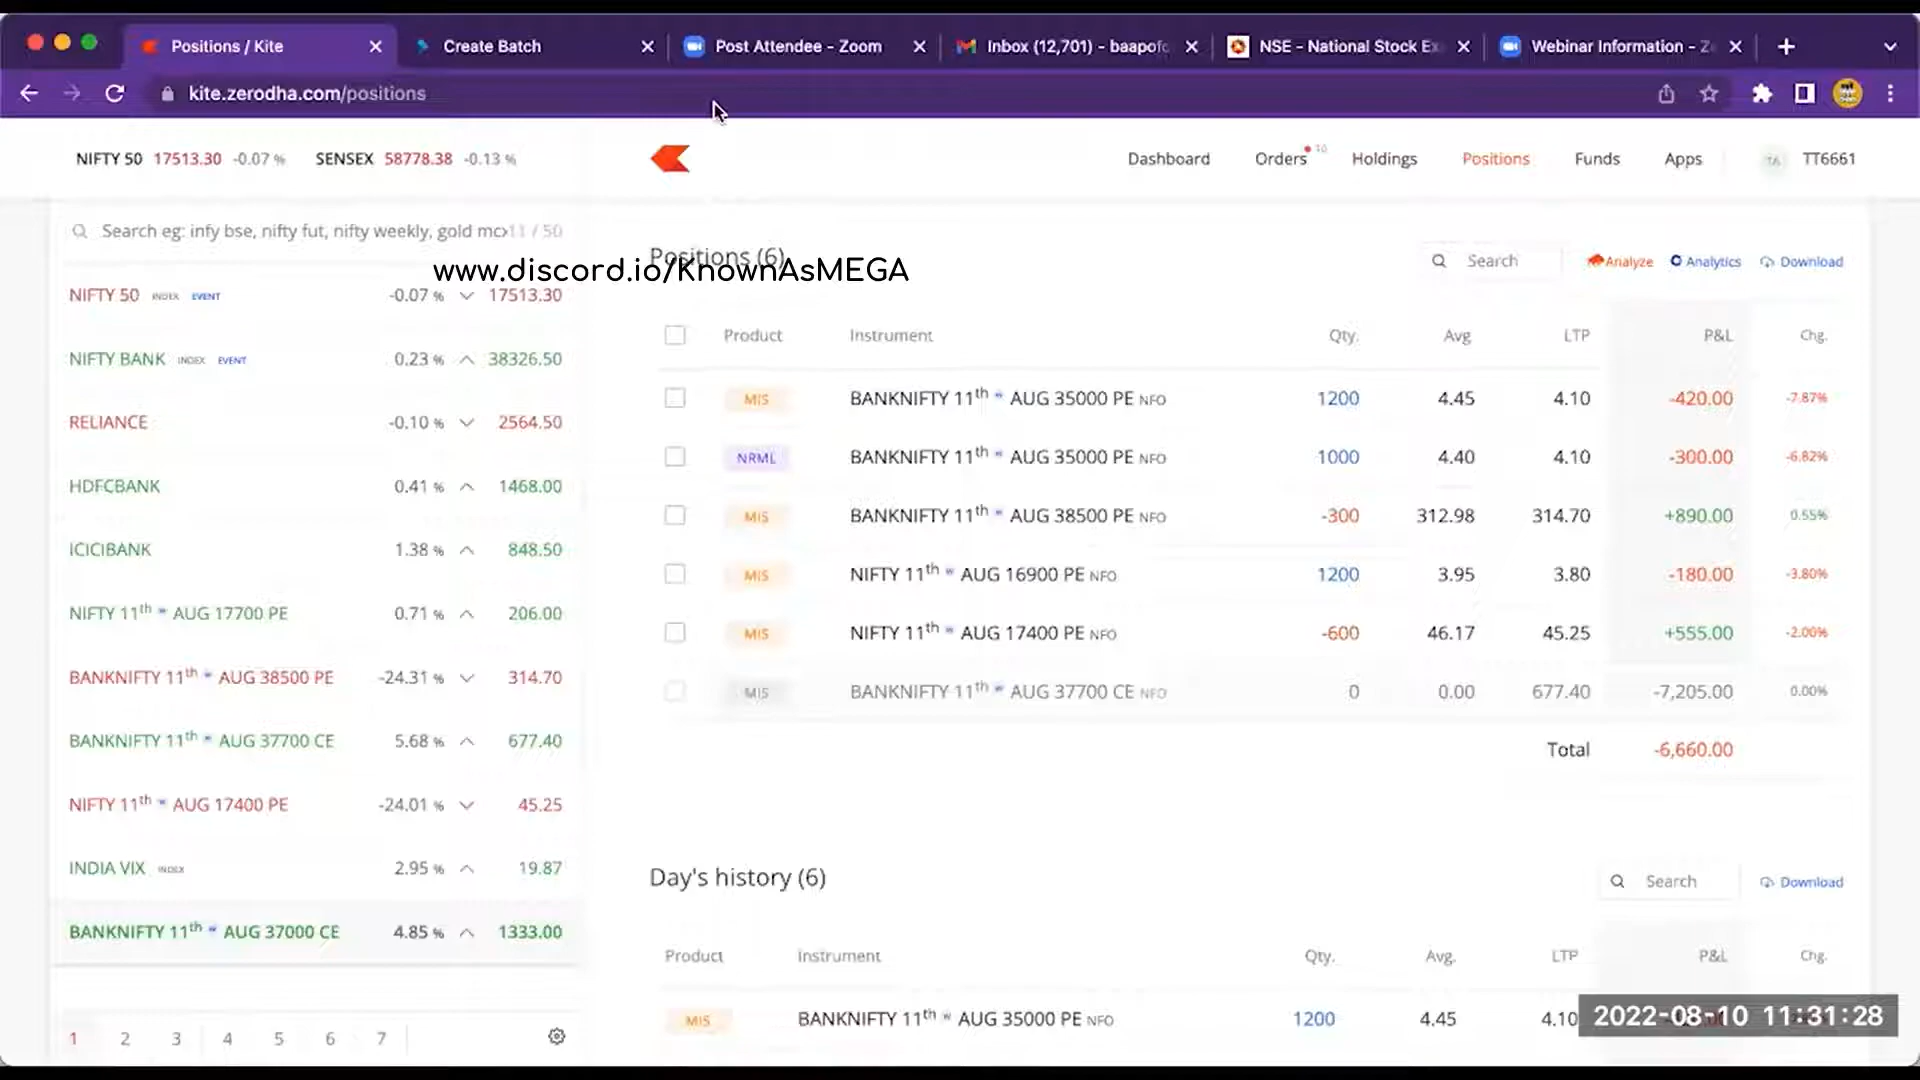 Positions / Kite
Create Batch
Post Attendee - Zoom
Inbox (12,701) - baapofc
NSE - National Stock Ex
Webinar Information - Z
kite.zerodha.com/positions
NIFTY 50 17513.30 -0.07 % SENSEX 58778.38 -0.13 %
Dashboard Orders 10 Holdings Positions Funds Apps TA TT6661
Search eg: infy bse, nifty fut, nifty weekly, gold mcx 11 / 50
NIFTY 50 INDEX EVENT -0.07 % 17513.30
NIFTY BANK INDEX EVENT 0.23 % 38326.50
RELIANCE -0.10 % 2564.50
HDFCBANK 0.41 % 1468.00
ICICIBANK 1.38 % 848.50
NIFTY 11th w AUG 17700 PE 0.71 % 206.00
BANKNIFTY 11th w AUG 38500 PE -24.31 % 314.70
BANKNIFTY 11th w AUG 37700 CE 5.68 % 677.40
NIFTY 11th w AUG 17400 PE -24.01 % 45.25
INDIA VIX INDEX 2.95 % 19.87
BANKNIFTY 11th w AUG 37000 CE 4.85 % 1333.00
1 2 3 4 5 6 7
Positions (6)
www.discord.io/KnownAsMEGA
Search Analyze Analytics Download
Product Instrument Qty. Avg LTP P&L Chg.
MIS BANKNIFTY 11th w AUG 35000 PE NFO 1200 4.45 4.10 -420.00 -7.87%
NRML BANKNIFTY 11th w AUG 35000 PE NFO 1000 4.40 4.10 -300.00 -6.82%
MIS BANKNIFTY 11th w AUG 38500 PE NFO -300 312.98 314.70 +890.00 0.55%
MIS NIFTY 11th w AUG 16900 PE NFO 1200 3.95 3.80 -180.00 -3.80%
MIS NIFTY 11th w AUG 17400 PE NFO -600 46.17 45.25 +555.00 -2.00%
MIS BANKNIFTY 11th w AUG 37700 CE NFO 0 0.00 677.40 -7,205.00 0.00%
Total -6,660.00
Day's history (6)
Search Download
Product Instrument Qty. Avg. LTP P&L Chg.
MIS BANKNIFTY 11th w AUG 35000 PE NFO 1200 4.45 4.10
2022-08-10 11:31:28